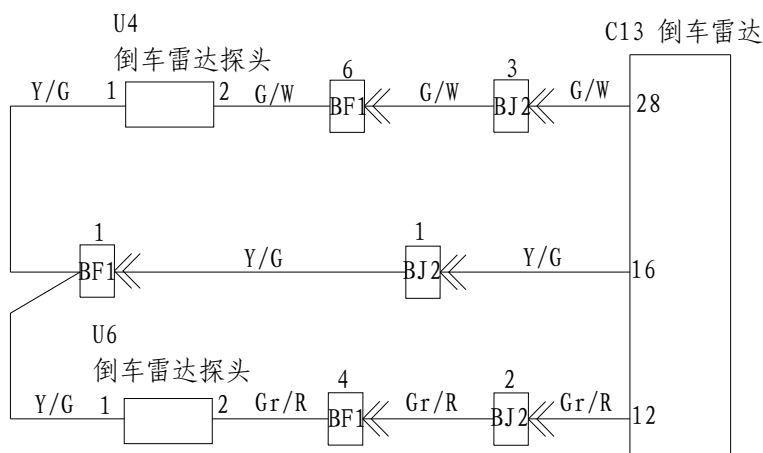 U4
倒车雷达探头
C13 倒车雷达
Y/G 1 2 G/W 6 BF1 G/W 3 BJ2 G/W 28
1 BF1 Y/G 1 BJ2 Y/G 16
U6
倒车雷达探头
Y/G 1 2 Gr/R 4 BF1 Gr/R 2 BJ2 Gr/R 12